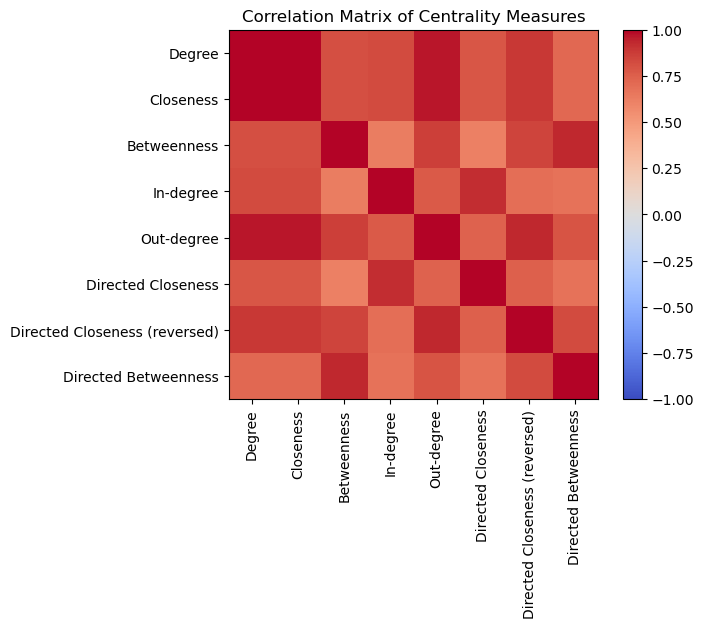 Correlation Matrix of Centrality Measures
Degree
Closeness
Betweenness
In-degree
Out-degree
Directed Closeness
Directed Closeness (reversed)
Directed Betweenness
Degree
Closeness
Betweenness
In-degree
Out-degree
Directed Closeness
Directed Closeness (reversed)
Directed Betweenness
1.00
0.75
0.50
0.25
0.00
−0.25
−0.50
−0.75
−1.00